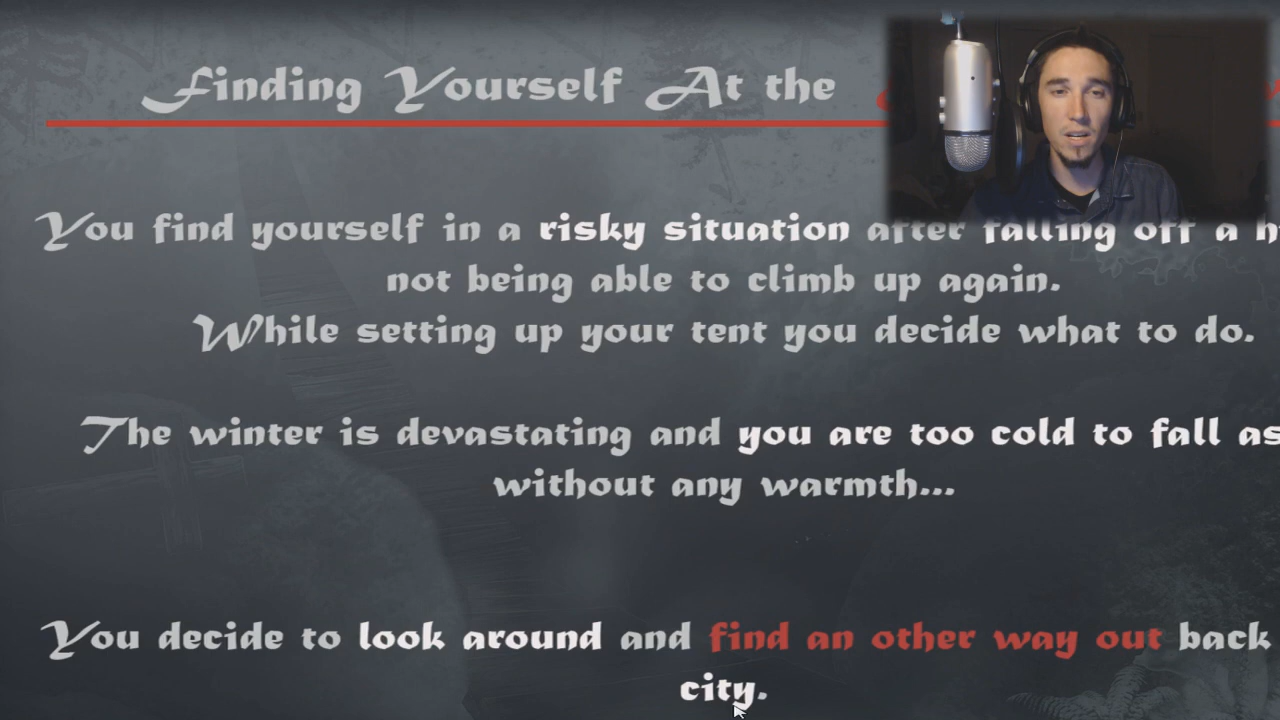 Finding Yourself At the
You find yourself in a risky situation after falling off a
not being able to climb up again.
While setting up your tent you decide what to do.
The winter is devastating and you are too cold to fall
without any warmth...
You decide to look around and find an other way out back
city.